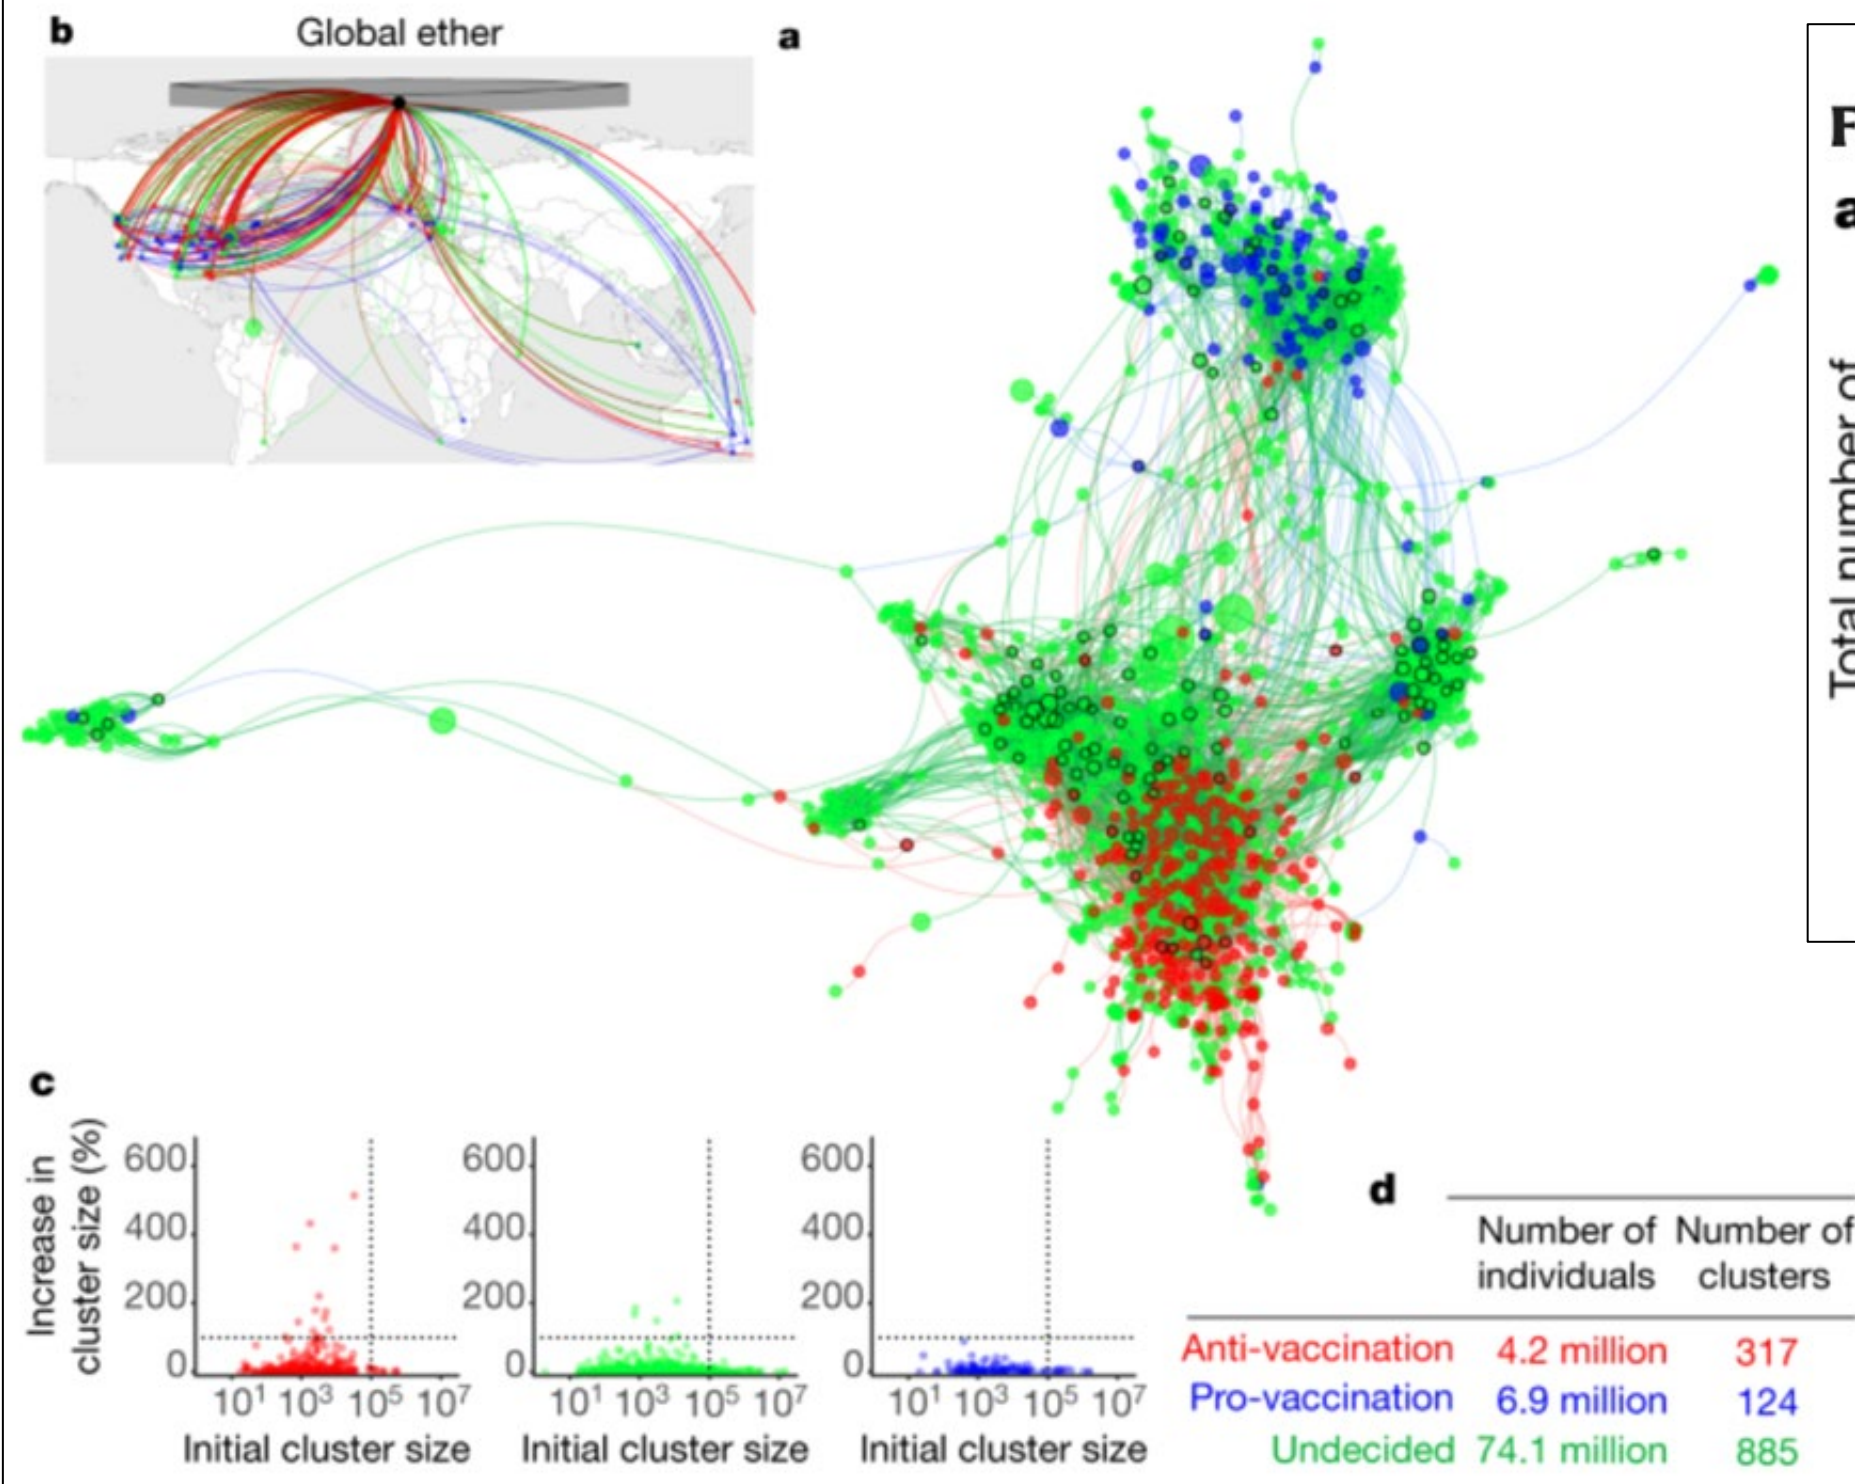 b
Global ether
a
a
Total number of
c
Increase in
cluster size (%)
600
400
200
0
10¹ 10³ 10⁵ 10⁷
Initial cluster size
600
400
200
0
10¹ 10³ 10⁵ 10⁷
Initial cluster size
600
400
200
0
10¹ 10³ 10⁵ 10⁷
Initial cluster size
d
Number of individuals Number of clusters
Anti-vaccination 4.2 million 317
Pro-vaccination 6.9 million 124
Undecided 74.1 million 885